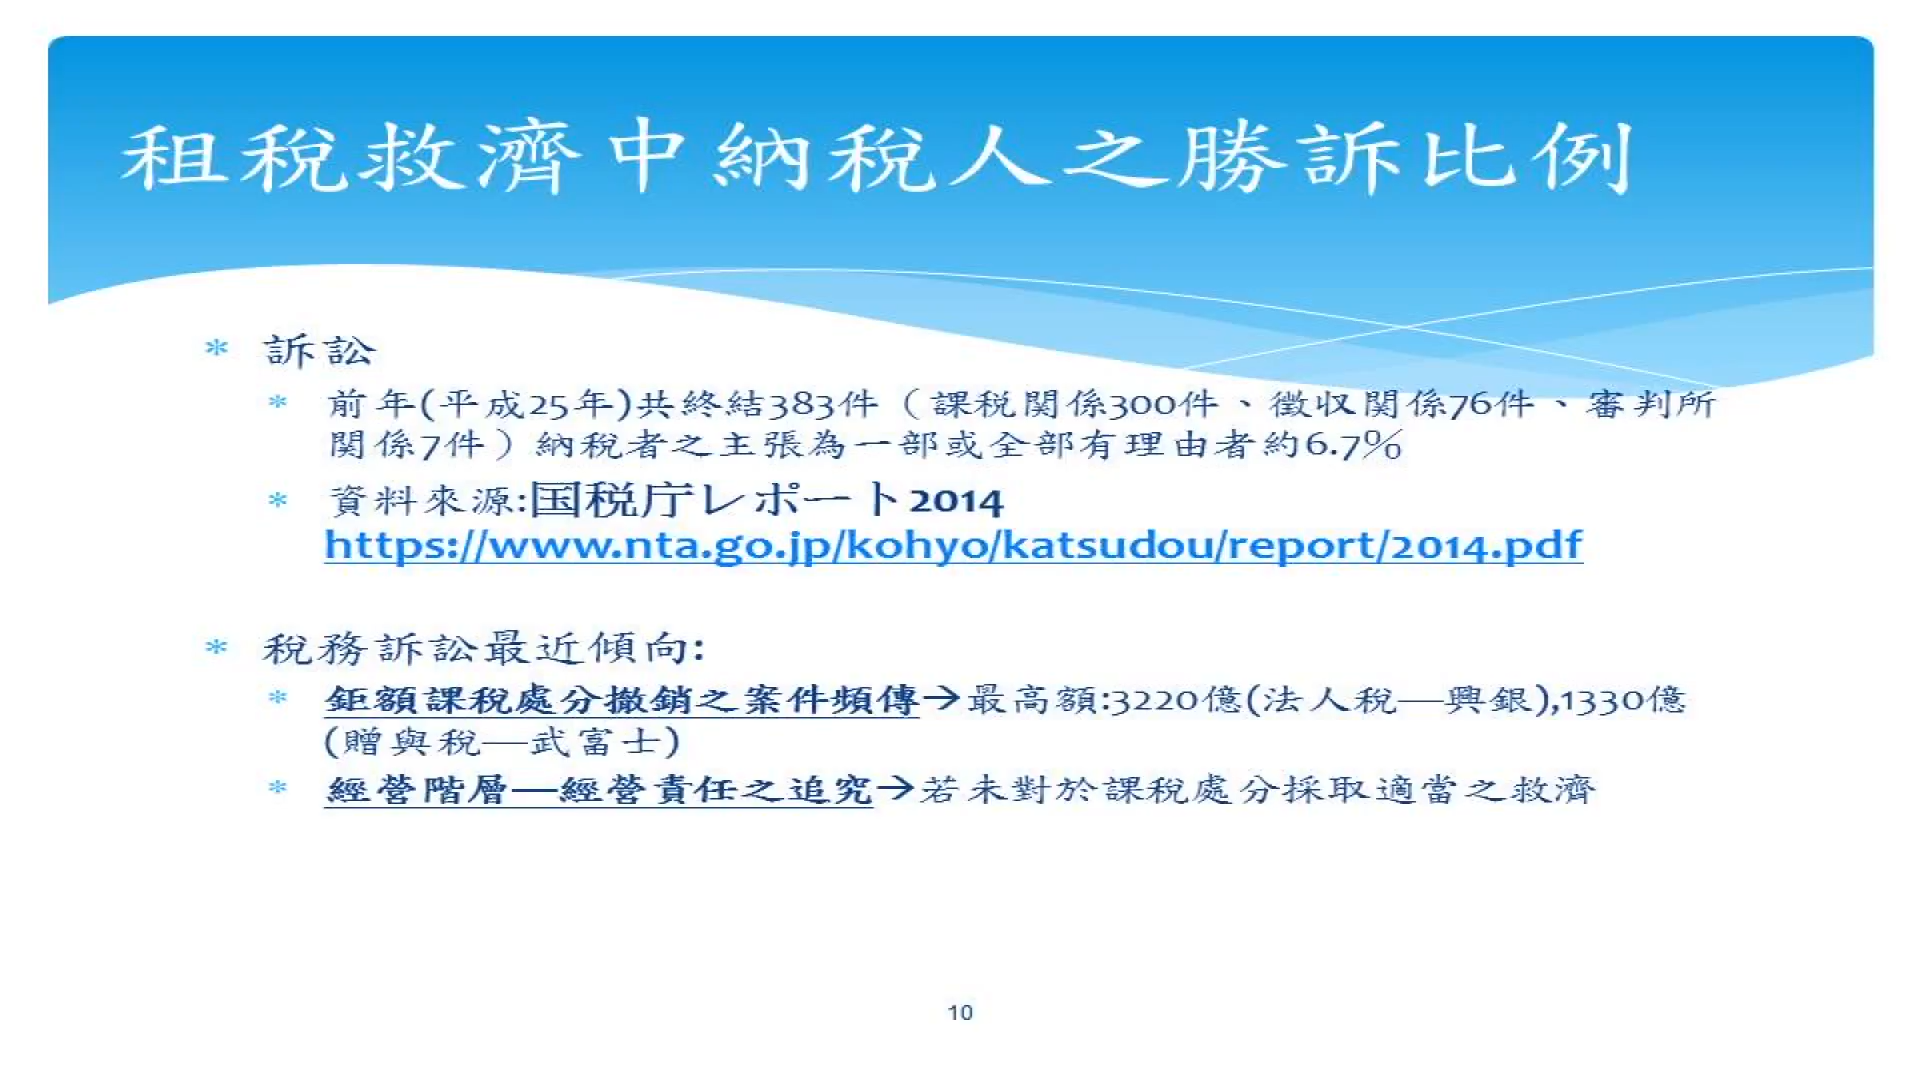 租稅救濟中納稅人之勝訴比例
* 訴訟
* 前年(平成25年)共終結383件（課税関係300件、徵収関係76件、審判所
関係7件）納稅者之主張為一部或全部有理由者約6.7%
* 資料來源:国税庁レポート2014
https://www.nta.go.jp/kohyo/katsudou/report/2014.pdf
* 稅務訴訟最近傾向:
* 鉅額課稅處分撤銷之案件頻傳→最高額:3220億(法人稅—興銀),1330億
(贈與稅—武富士)
* 經營階層—經營責任之追究→若未對於課稅處分採取適當之救濟
10